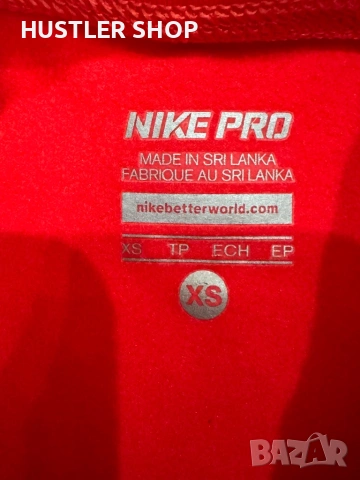 HUSTLER SHOP
NIKE PRO
MADE IN SRI LANKA
FABRIQUE AU SRI LANKA
nikebetterworld.com
XS TP ECH EP
XS
BAZAR